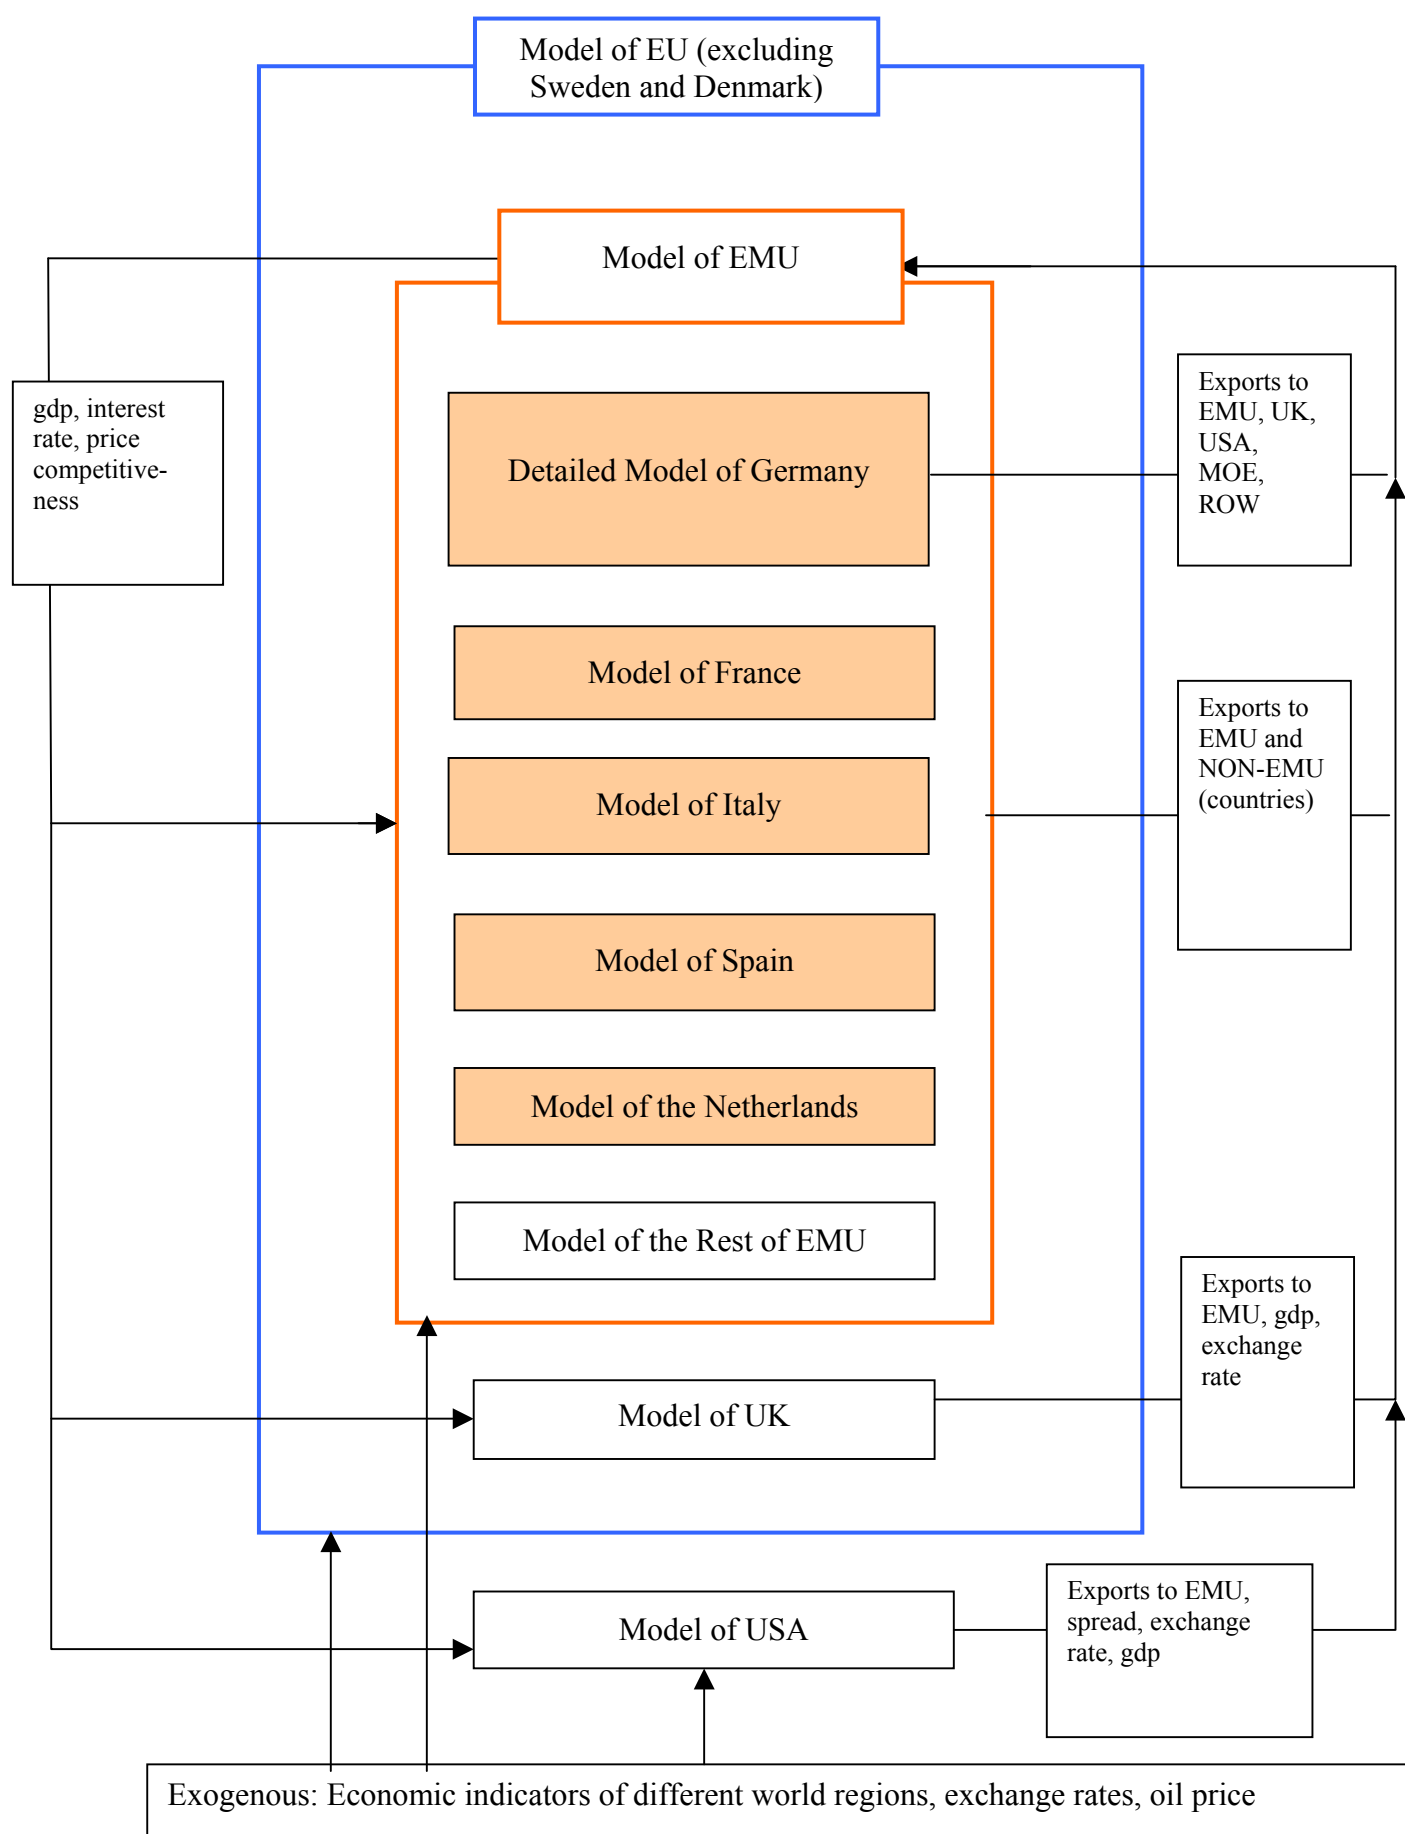 Model of EU (excluding
Sweden and Denmark)
Model of EMU
gdp, interest
rate, price
competitive-
ness
Detailed Model of Germany
Exports to
EMU, UK,
USA,
MOE,
ROW
Model of France
Exports to
EMU and
NON-EMU
(countries)
Model of Italy
Model of Spain
Model of the Netherlands
Model of the Rest of EMU
Exports to
EMU, gdp,
exchange
rate
Model of UK
Model of USA
Exports to EMU,
spread, exchange
rate, gdp
Exogenous: Economic indicators of different world regions, exchange rates, oil price